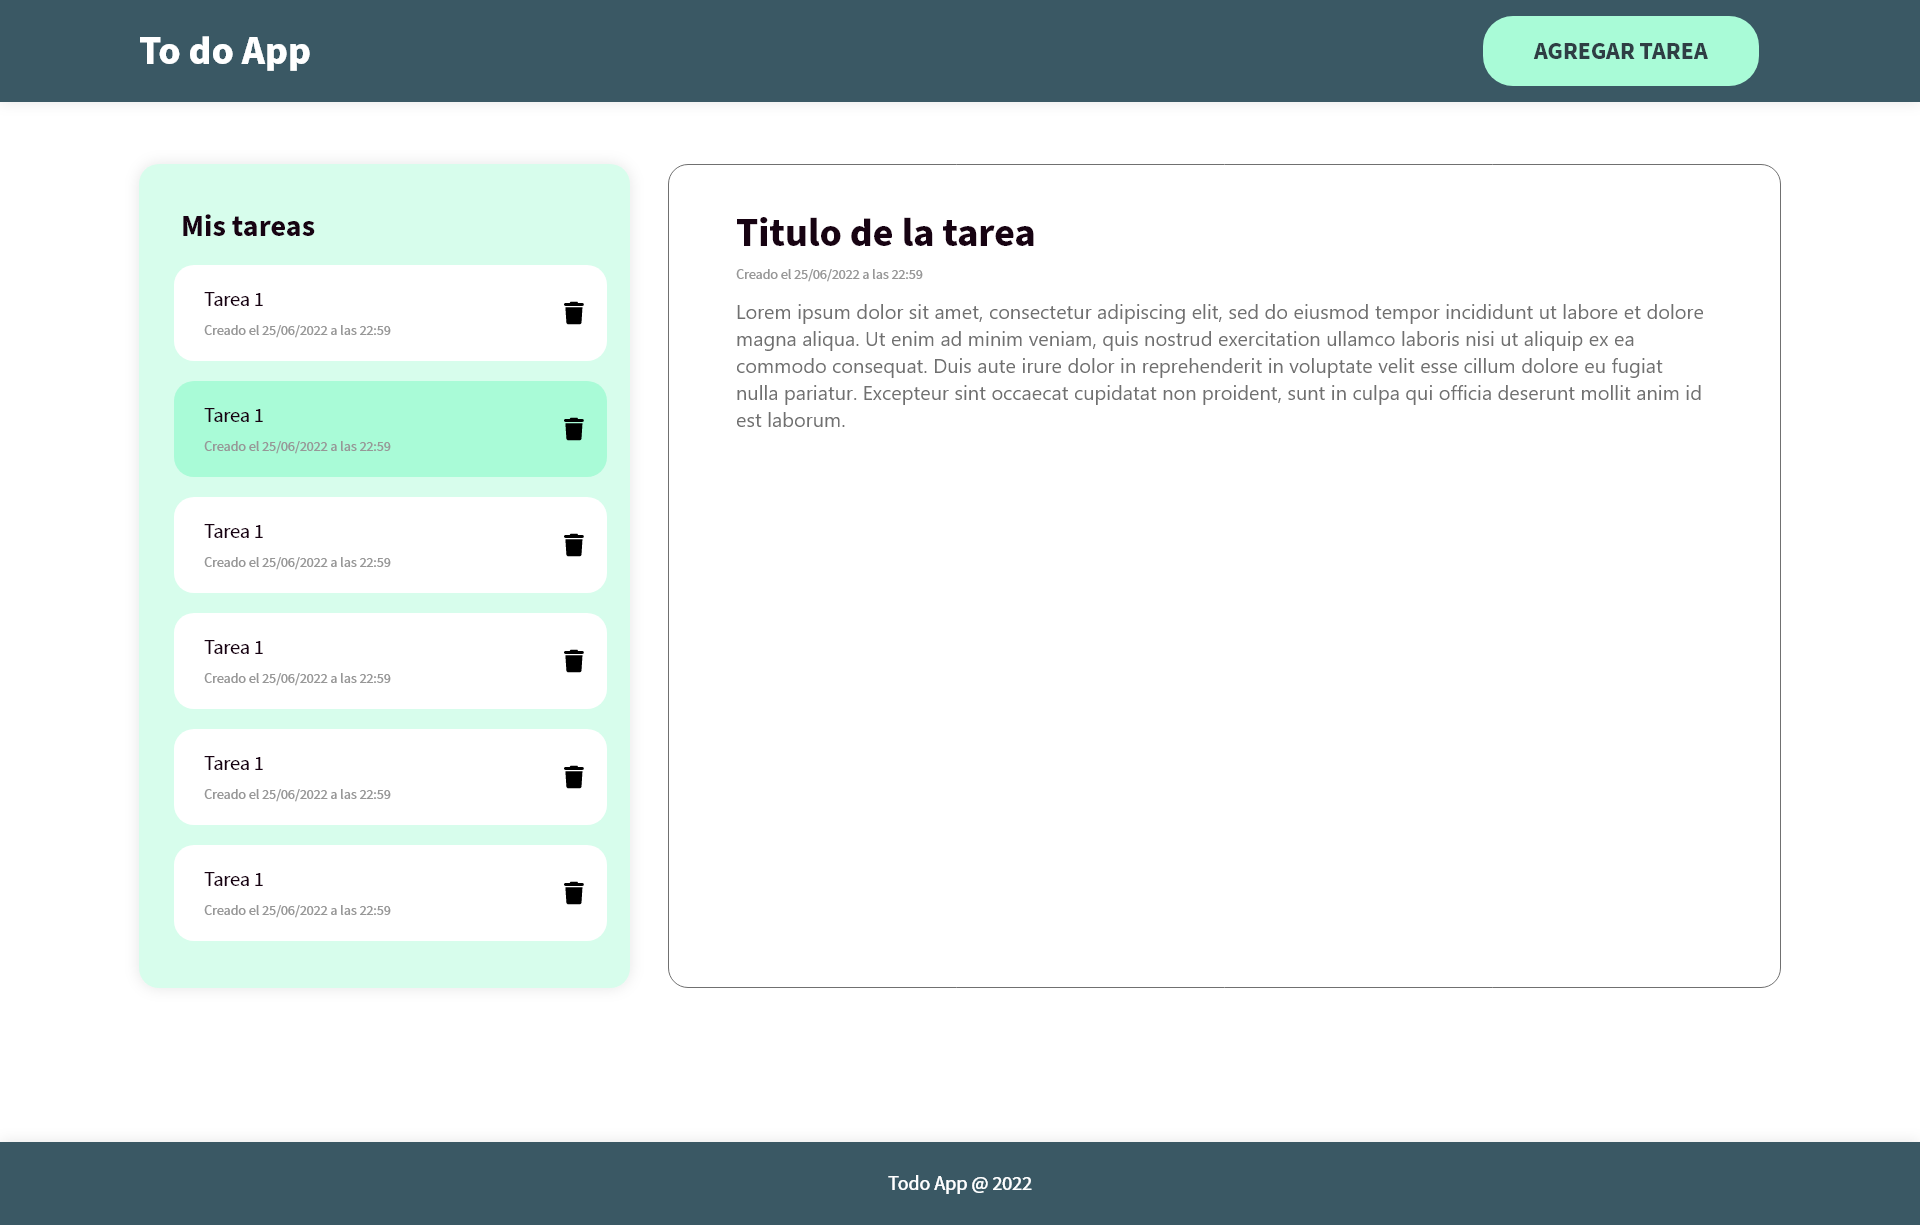 To do App
AGREGAR TAREA
Mis tareas
Tarea 1
Creado el 25/06/2022 a las 22:59
Tarea 1
Creado el 25/06/2022 a las 22:59
Tarea 1
Creado el 25/06/2022 a las 22:59
Tarea 1
Creado el 25/06/2022 a las 22:59
Tarea 1
Creado el 25/06/2022 a las 22:59
Tarea 1
Creado el 25/06/2022 a las 22:59
Titulo de la tarea
Creado el 25/06/2022 a las 22:59
Lorem ipsum dolor sit amet, consectetur adipiscing elit, sed do eiusmod tempor incididunt ut labore et dolore
magna aliqua. Ut enim ad minim veniam, quis nostrud exercitation ullamco laboris nisi ut aliquip ex ea
commodo consequat. Duis aute irure dolor in reprehenderit in voluptate velit esse cillum dolore eu fugiat
nulla pariatur. Excepteur sint occaecat cupidatat non proident, sunt in culpa qui officia deserunt mollit anim id
est laborum.
Todo App @ 2022